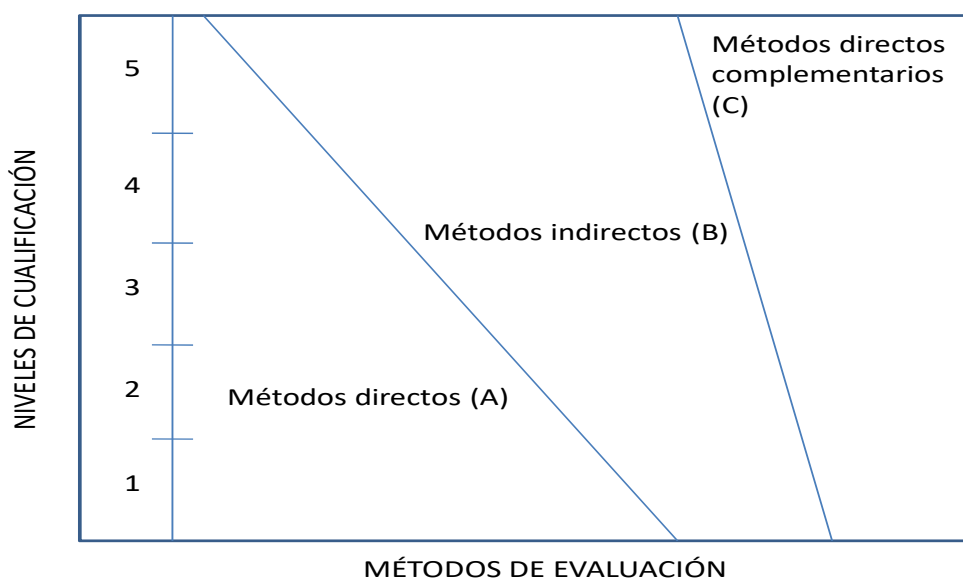 NIVELES DE CUALIFICACIÓN
5
4
3
2
1
Métodos directos
complementarios
(C)
Métodos indirectos (B)
Métodos directos (A)
MÉTODOS DE EVALUACIÓN